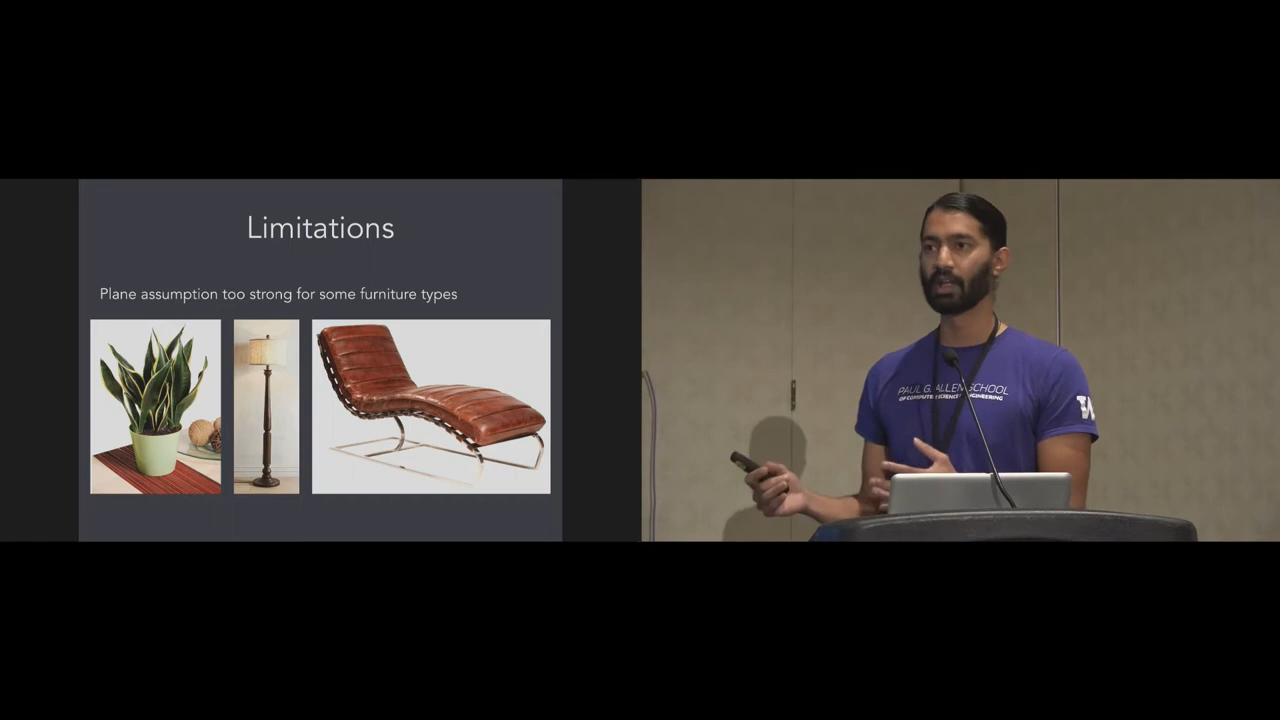 Limitations
Plane assumption too strong for some furniture types
PAUL G. ALLEN SCHOOL
OF COMPUTER SCIENCE & ENGINEERING
W